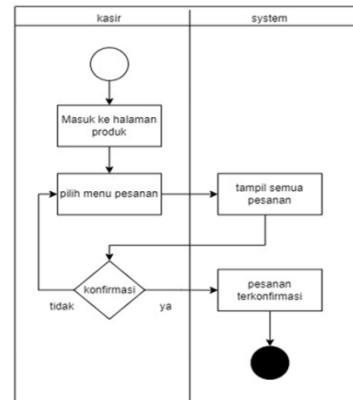 kasir
system
Masuk ke halaman
produk
pilih menu pesanan
tampil semua
pesanan
konfirmasi
tidak
ya
pesanan
terkonfirmasi